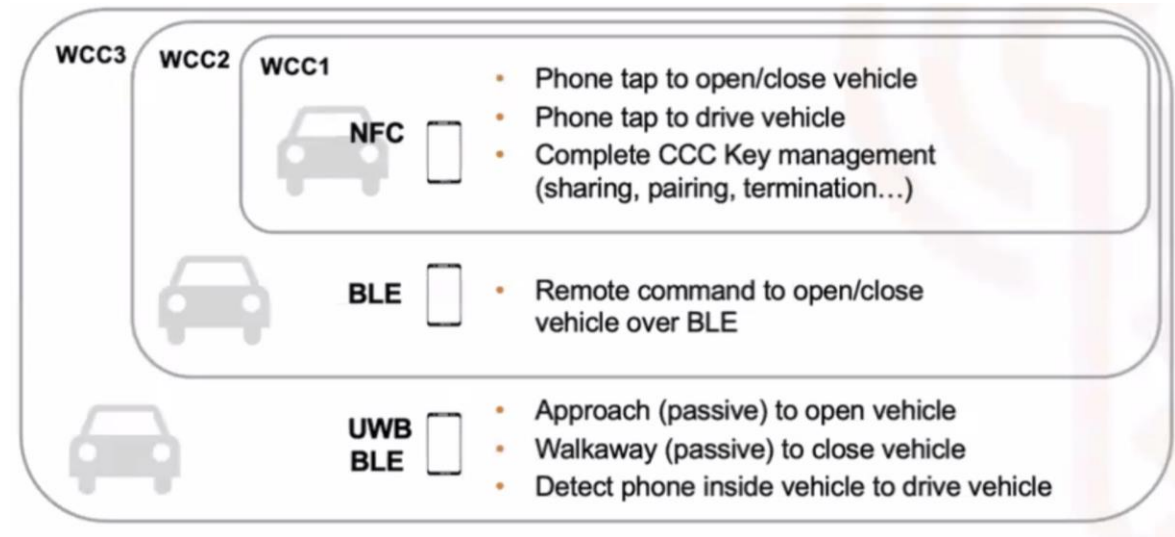 WCC3
WCC2
WCC1
NFC
• Phone tap to open/close vehicle
• Phone tap to drive vehicle
• Complete CCC Key management
(sharing, pairing, termination…)
BLE
• Remote command to open/close
vehicle over BLE
UWB
BLE
• Approach (passive) to open vehicle
• Walkaway (passive) to close vehicle
• Detect phone inside vehicle to drive vehicle